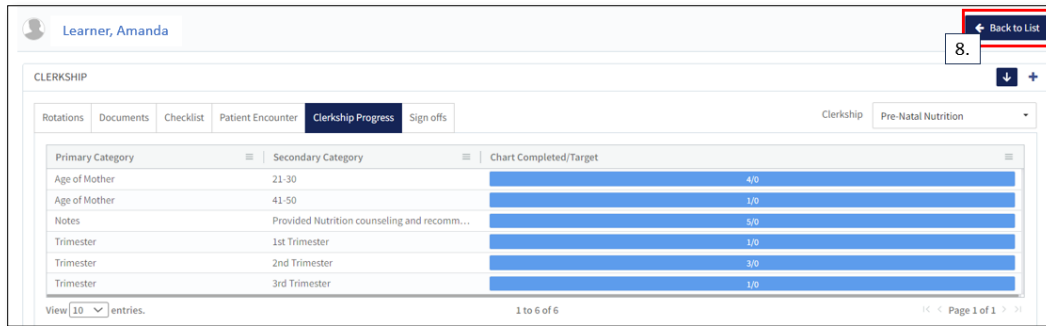 Learner, Amanda
Back to List
8.
CLERKSHIP
Rotations Documents Checklist Patient Encounter Clerkship Progress Sign offs Clerkship Pre-Natal Nutrition
Primary Category Secondary Category Chart Completed/Target
Age of Mother 21-30 4/0
Age of Mother 41-50 1/0
Notes Provided Nutrition counseling and recomm... 5/0
Trimester 1st Trimester 1/0
Trimester 2nd Trimester 3/0
Trimester 3rd Trimester 1/0
View 10 entries. 1 to 6 of 6 Page 1 of 1